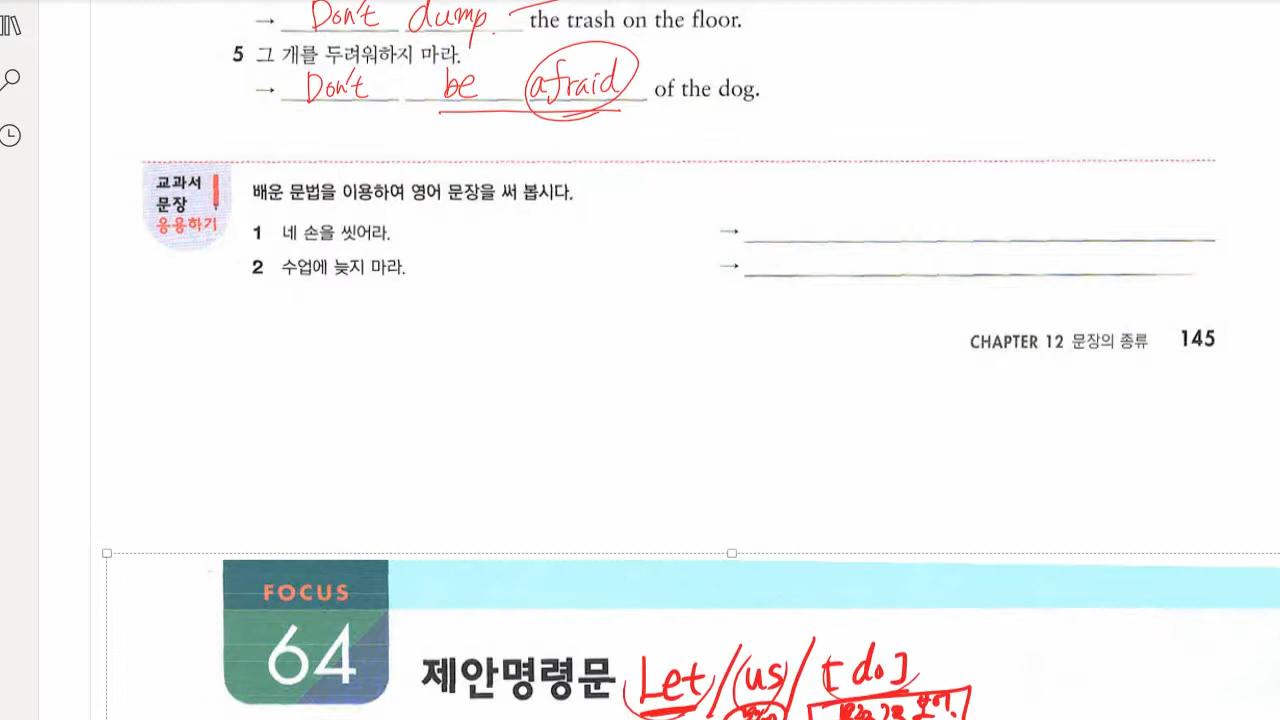 → Don't dump. the trash on the floor.
5 그 개를 두려워하지 마라.
→ Don't be afraid of the dog.
교과서
문장
응용하기
배운 문법을 이용하여 영어 문장을 써 봅시다.
1 네 손을 씻어라. →
2 수업에 늦지 마라. →
CHAPTER 12 문장의 종류 145
FOCUS
64
제안명령문 Let / us / [do]